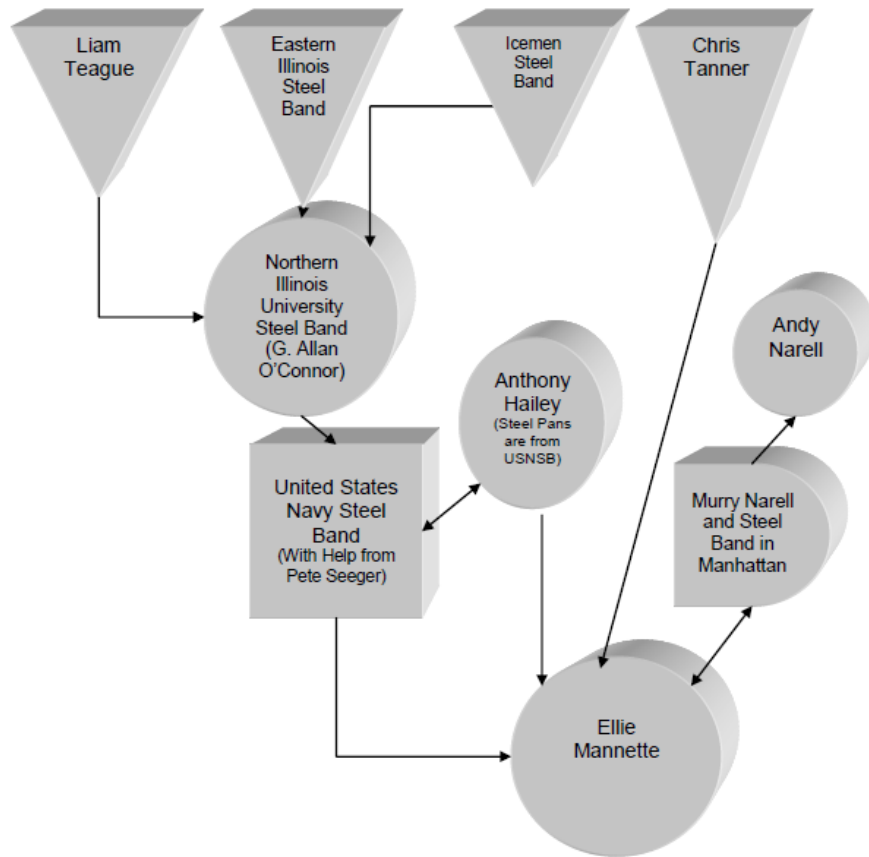 Liam
Teague
Eastern
Illinois
Steel
Band
Icemen
Steel
Band
Chris
Tanner
Northern
Illinois
University
Steel Band
(G. Allan
O'Connor)
Andy
Narell
Anthony
Hailey
(Steel Pans
are from
USNSB)
United States
Navy Steel
Band
(With Help from
Pete Seeger)
Murry Narell
and Steel
Band in
Manhattan
Ellie
Mannette